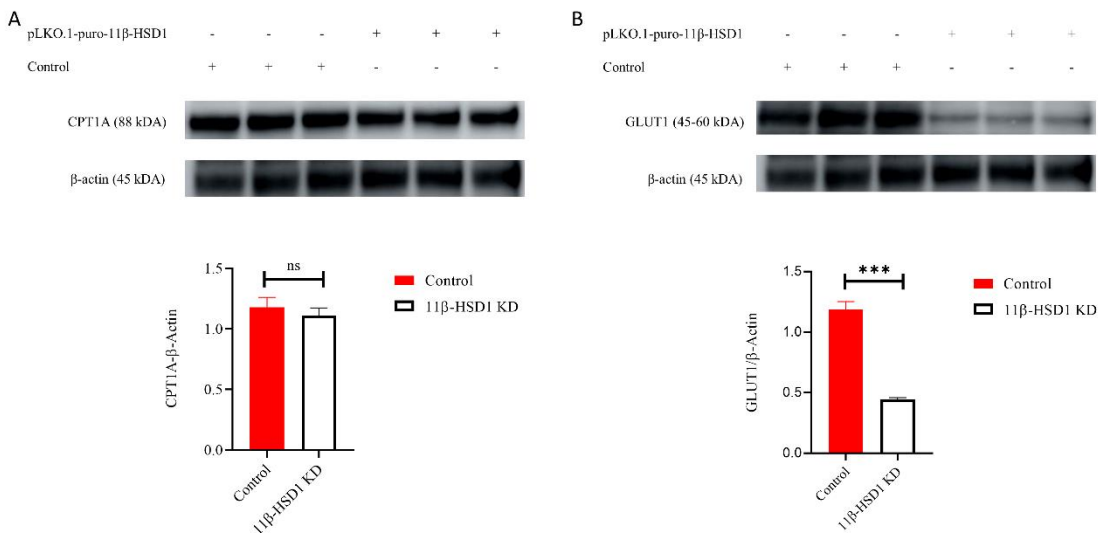 A
pLKO.1-puro-11β-HSD1 - - - + + +
Control + + + - - -
CPT1A (88 kDA)
β-actin (45 kDA)
1.5
1.0
0.5
0.0
CPT1A-β-Actin
ns
Control
11β-HSD1 KD
Control
11β-HSD1 KD
B
pLKO.1-puro-11β-HSD1 - - - + + +
Control + + + - - -
GLUT1 (45-60 kDA)
β-actin (45 kDA)
1.5
1.0
0.5
0.0
GLUT1/β-Actin
***
Control
11β-HSD1 KD
Control
11β-HSD1 KD